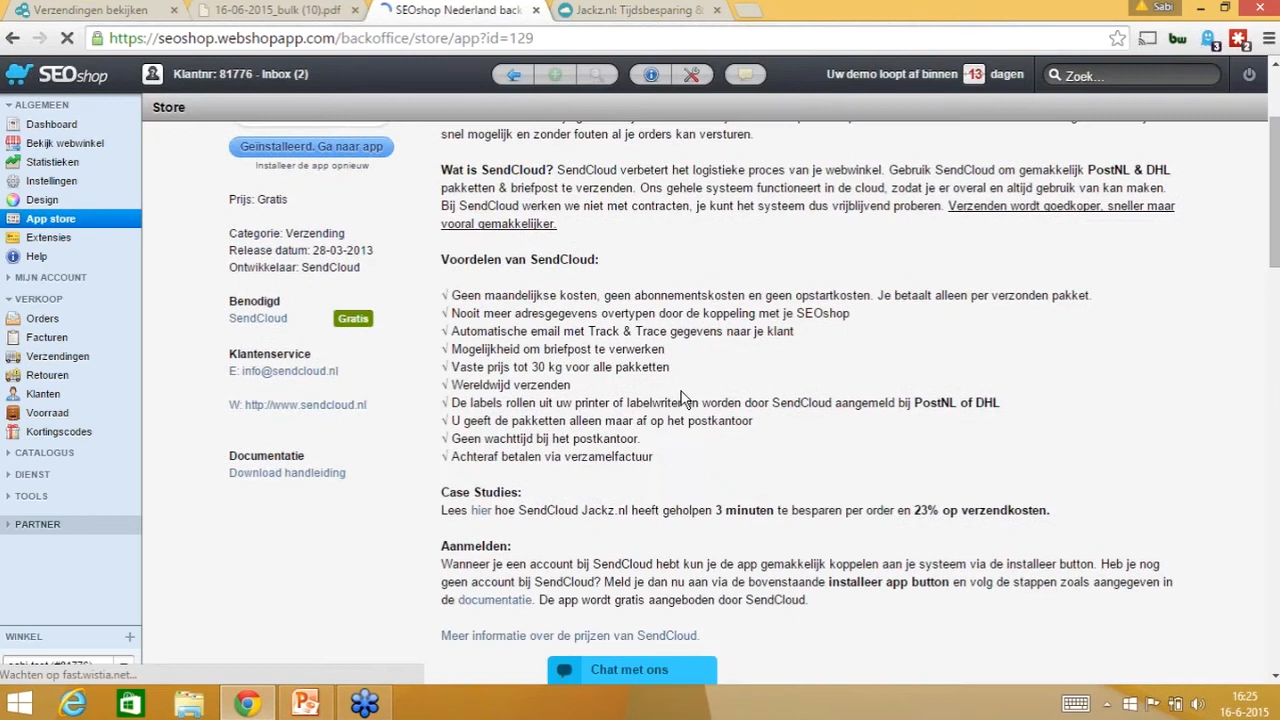 Verzendingen bekijken
16-06-2015_bulk (10).pdf
SEOshop Nederland back
Jackz.nl: Tijdsbesparing &
Sabi
https://seoshop.webshopapp.com/backoffice/store/app?id=129
bw
3
2
SEOshop
Klantnr: 81776 - Inbox (2)
Uw demo loopt af binnen -13 dagen
Zoek...
ALGEMEEN
Dashboard
Bekijk webwinkel
Statistieken
Instellingen
Design
App store
Extensies
Help
MIJN ACCOUNT
VERKOOP
Orders
Facturen
Verzendingen
Retouren
Klanten
Voorraad
Kortingscodes
CATALOGUS
DIENST
TOOLS
PARTNER
WINKEL
Wachten op fast.wistia.net...
Store
Geïnstalleerd. Ga naar app
Installeer de app opnieuw
Prijs: Gratis
Categorie: Verzending
Release datum: 28-03-2013
Ontwikkelaar: SendCloud
Benodigd
SendCloud
Gratis
Klantenservice
E: info@sendcloud.nl
W: http://www.sendcloud.nl
Documentatie
Download handleiding
snel mogelijk en zonder fouten al je orders kan versturen.
Wat is SendCloud? SendCloud verbetert het logistieke proces van je webwinkel. Gebruik SendCloud om gemakkelijk PostNL & DHL
pakketten & briefpost te verzenden. Ons gehele systeem functioneert in de cloud, zodat je er overal en altijd gebruik van kan maken.
Bij SendCloud werken we niet met contracten, je kunt het systeem dus vrijblijvend proberen. Verzenden wordt goedkoper, sneller maar
vooral gemakkelijker.
Voordelen van SendCloud:
√ Geen maandelijkse kosten, geen abonnementskosten en geen opstartkosten. Je betaalt alleen per verzonden pakket.
√ Nooit meer adresgegevens overtypen door de koppeling met je SEOshop
√ Automatische email met Track & Trace gegevens naar je klant
√ Mogelijkheid om briefpost te verwerken
√ Vaste prijs tot 30 kg voor alle pakketten
√ Wereldwijd verzenden
√ De labels rollen uit uw printer of labelwriter en worden door SendCloud aangemeld bij PostNL of DHL
√ U geeft de pakketten alleen maar af op het postkantoor
√ Geen wachttijd bij het postkantoor.
√ Achteraf betalen via verzamelfactuur
Case Studies:
Lees hier hoe SendCloud Jackz.nl heeft geholpen 3 minuten te besparen per order en 23% op verzendkosten.
Aanmelden:
Wanneer je een account bij SendCloud hebt kun je de app gemakkelijk koppelen aan je systeem via de installeer button. Heb je nog
geen account bij SendCloud? Meld je dan nu aan via de bovenstaande installeer app button en volg de stappen zoals aangegeven in
de documentatie. De app wordt gratis aangeboden door SendCloud.
Meer informatie over de prijzen van SendCloud.
Chat met ons
16:25
16-6-2015